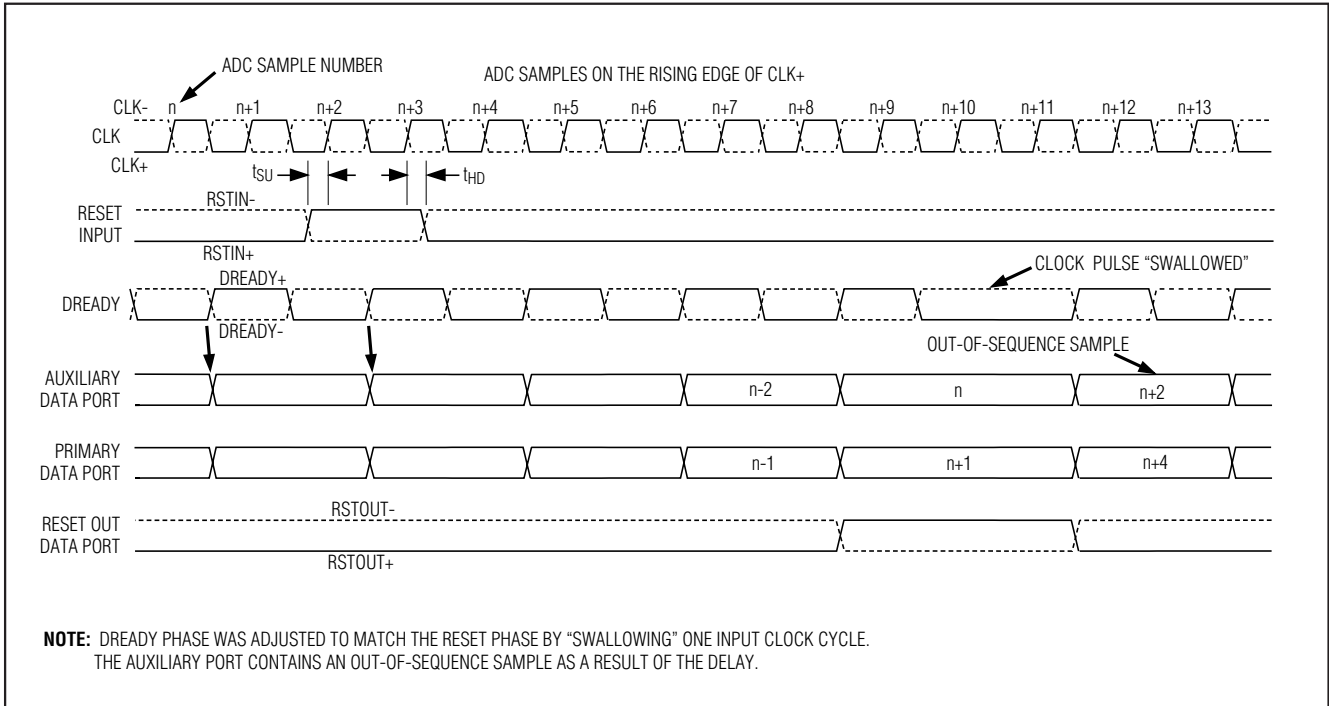 ADC SAMPLE NUMBER
ADC SAMPLES ON THE RISING EDGE OF CLK+
CLK- n n+1 n+2 n+3 n+4 n+5 n+6 n+7 n+8 n+9 n+10 n+11 n+12 n+13
CLK
CLK+
tSU tHD
RSTIN-
RESET
INPUT
RSTIN+
CLOCK PULSE “SWALLOWED”
DREADY+
DREADY
DREADY-
OUT-OF-SEQUENCE SAMPLE
AUXILIARY
DATA PORT
n-2 n n+2
PRIMARY
DATA PORT
n-1 n+1 n+4
RSTOUT-
RESET OUT
DATA PORT
RSTOUT+
NOTE: DREADY PHASE WAS ADJUSTED TO MATCH THE RESET PHASE BY “SWALLOWING” ONE INPUT CLOCK CYCLE.
THE AUXILIARY PORT CONTAINS AN OUT-OF-SEQUENCE SAMPLE AS A RESULT OF THE DELAY.